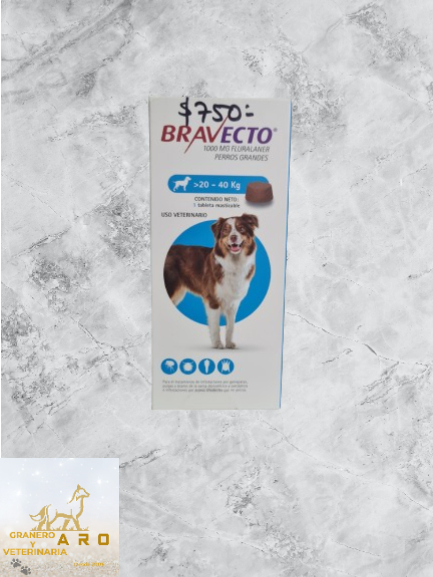 $750=
BRAVECTO®
1000 MG FLURALANER
PERROS GRANDES
>20 – 40 Kg
CONTENIDO NETO:
1 tableta masticable
USO VETERINARIO
GRANERO
Y
VETERINARIA
ARO